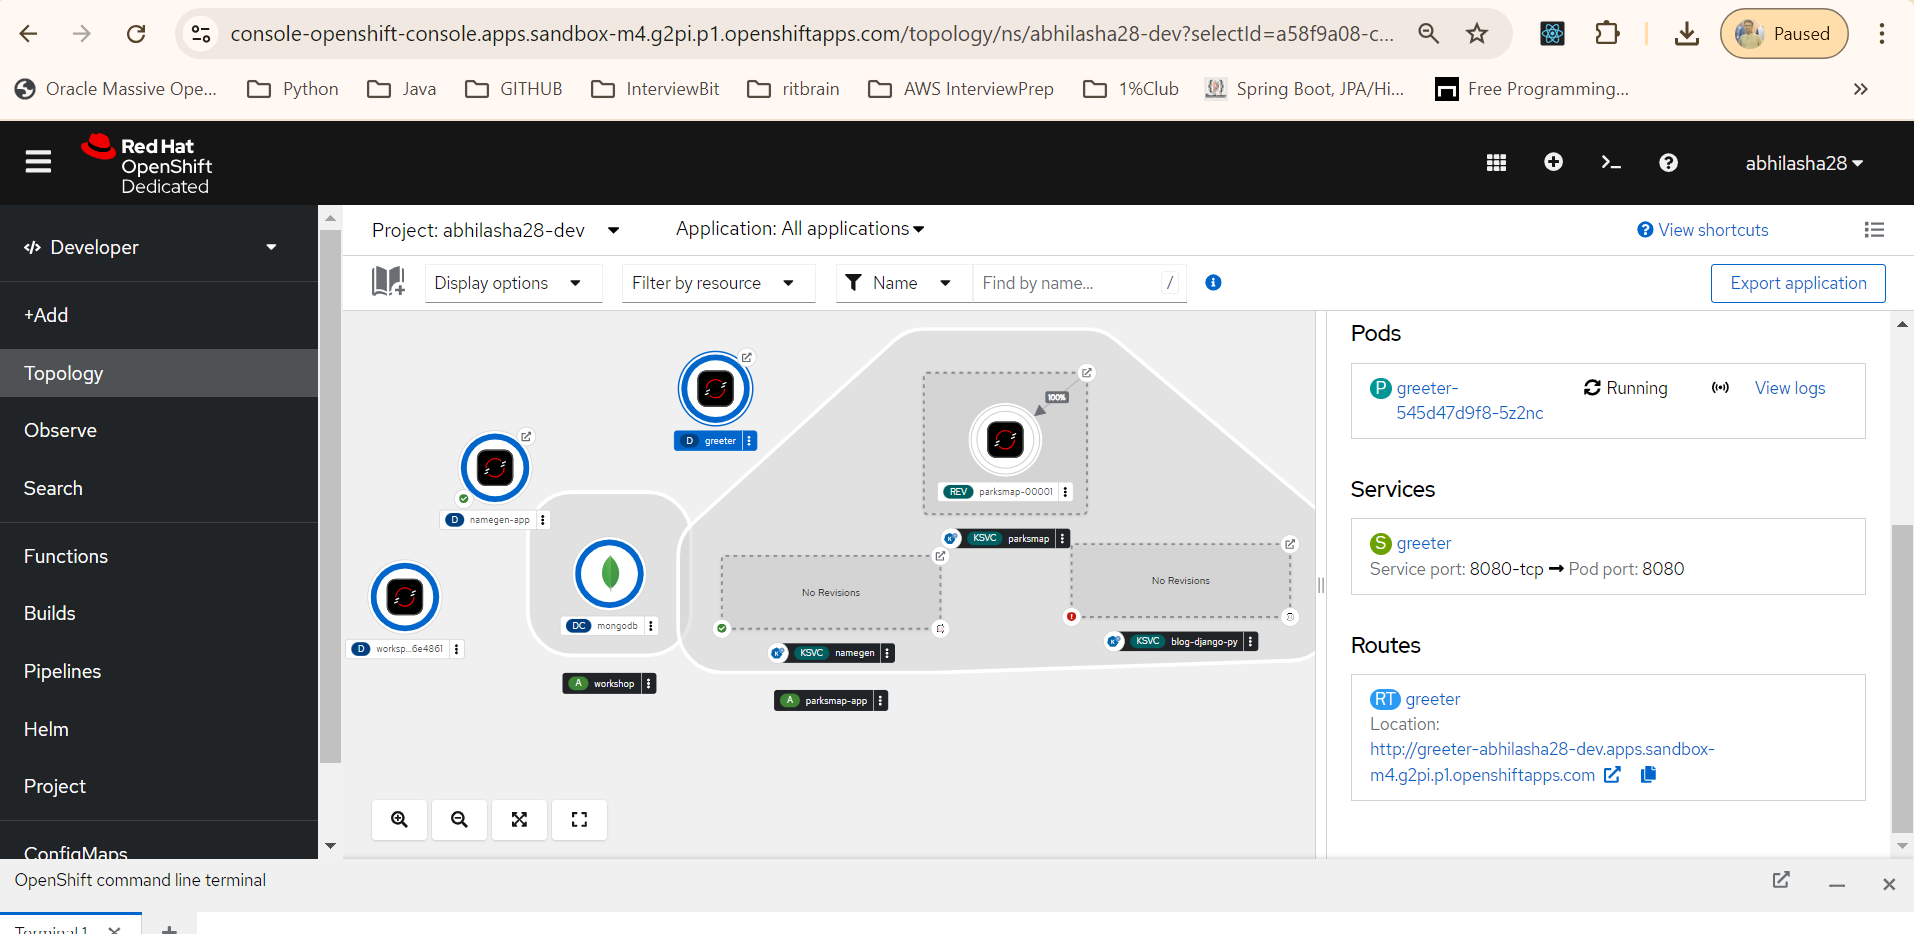 console-openshift-console.apps.sandbox-m4.g2pi.p1.openshiftapps.com/topology/ns/abhilasha28-dev?selectId=a58f9a08-c...
Paused
Oracle Massive Ope...
Python
Java
GITHUB
InterviewBit
ritbrain
AWS InterviewPrep
1%Club
Spring Boot, JPA/Hi...
Free Programming...
»
Red Hat
OpenShift
Dedicated
abhilasha28
Developer
+Add
Topology
Observe
Search
Functions
Builds
Pipelines
Helm
Project
ConfigMaps
Project: abhilasha28-dev
Application: All applications
View shortcuts
Display options
Filter by resource
Name
Find by name...
/
Export application
D greeter
D namegen-app
D worksp...6e4861
DC mongodb
A workshop
100%
REV parksmap-00001
KSVC parksmap
No Revisions
KSVC namegen
No Revisions
KSVC blog-django-py
A parksmap-app
Pods
P greeter-
545d47d9f8-5z2nc
Running
View logs
Services
S greeter
Service port: 8080-tcp → Pod port: 8080
Routes
RT greeter
Location:
http://greeter-abhilasha28-dev.apps.sandbox-
m4.g2pi.p1.openshiftapps.com
OpenShift command line terminal
Terminal 1